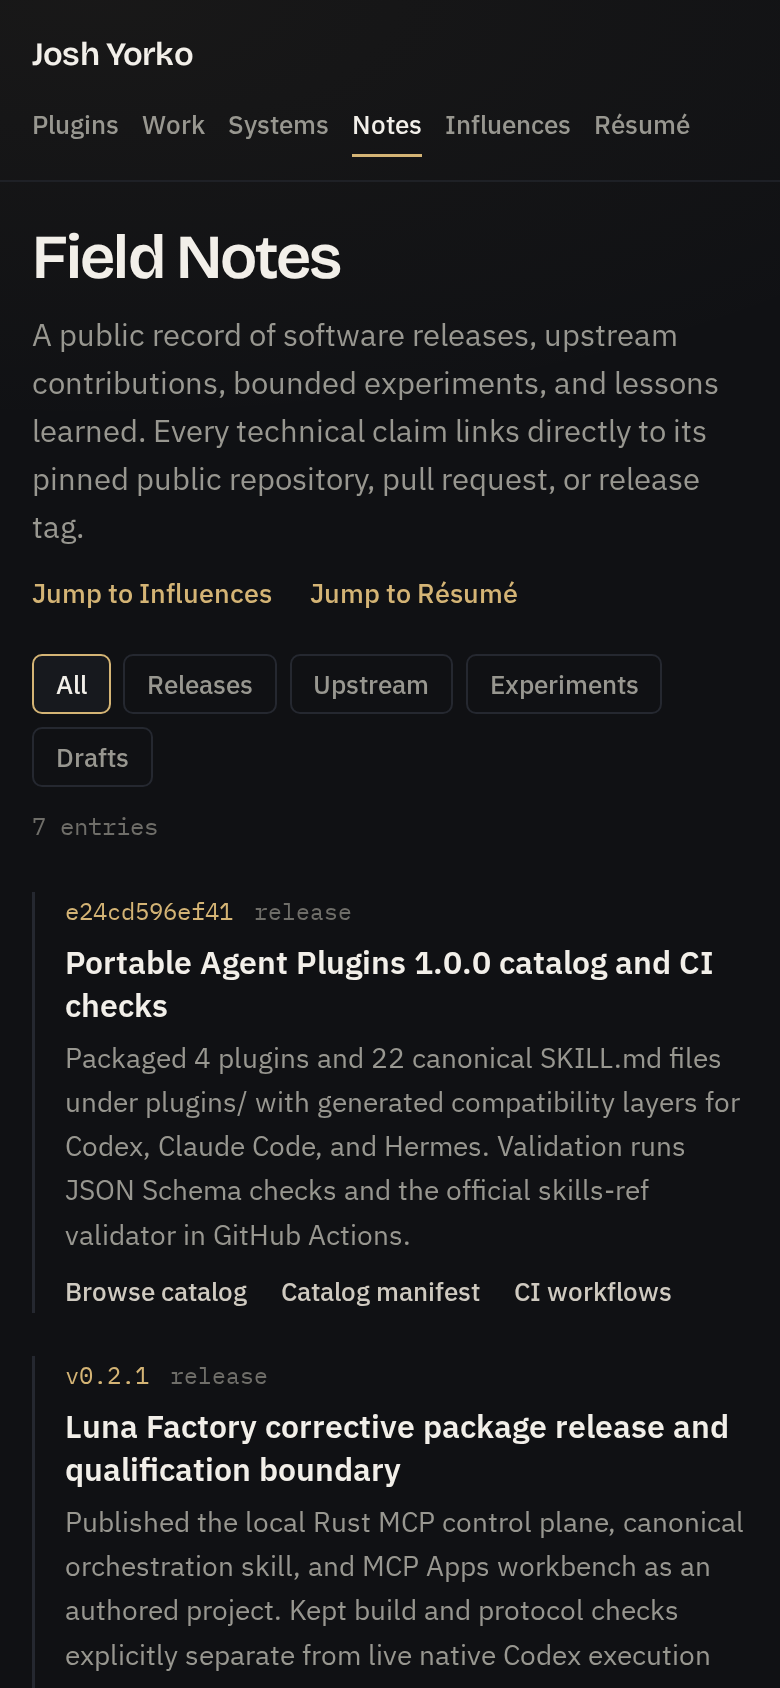 Josh Yorko
Plugins Work Systems Notes Influences Résumé
Field Notes
A public record of software releases, upstream
contributions, bounded experiments, and lessons
learned. Every technical claim links directly to its
pinned public repository, pull request, or release
tag.
Jump to Influences Jump to Résumé
All Releases Upstream Experiments
Drafts
7 entries
e24cd596ef41 release
Portable Agent Plugins 1.0.0 catalog and CI
checks
Packaged 4 plugins and 22 canonical SKILL.md files
under plugins/ with generated compatibility layers for
Codex, Claude Code, and Hermes. Validation runs
JSON Schema checks and the official skills-ref
validator in GitHub Actions.
Browse catalog Catalog manifest CI workflows
v0.2.1 release
Luna Factory corrective package release and
qualification boundary
Published the local Rust MCP control plane, canonical
orchestration skill, and MCP Apps workbench as an
authored project. Kept build and protocol checks
explicitly separate from live native Codex execution